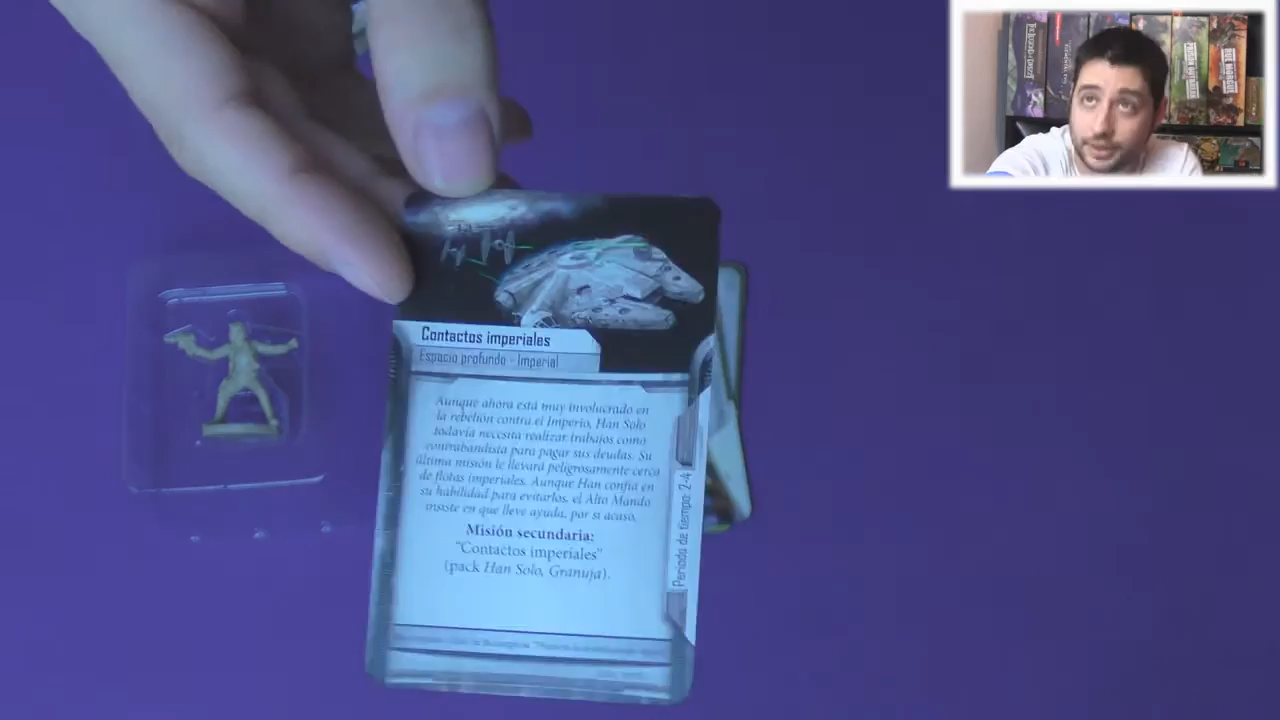 Contactos imperiales
Espacio profundo - Imperial
Aunque ahora está muy involucrado en
la rebelión contra el Imperio, Han Solo
todavía necesita realizar trabajos como
contrabandista para pagar sus deudas. Su
última misión le llevará peligrosamente cerca
de flotas imperiales. Aunque Han confía en
su habilidad para evitarlos, el Alto Mando
insiste en que lleve ayuda, por si acaso.
Misión secundaria:
"Contactos imperiales"
(pack Han Solo, Granuja).
Periodo de tiempo: 2-4